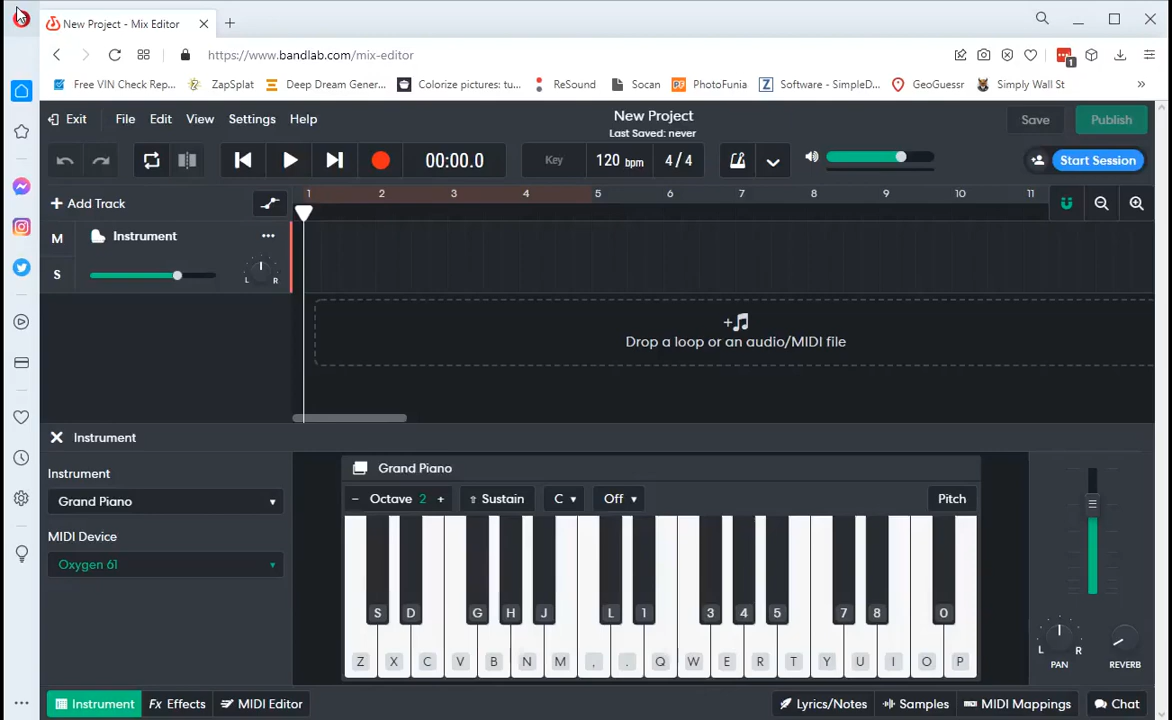 New Project - Mix Editor
https://www.bandlab.com/mix-editor
1
Free VIN Check Rep... ZapSplat Deep Dream Gener... Colorize pictures: tu... ReSound Socan PhotoFunia Software - SimpleD... GeoGuessr Simply Wall St »
Exit File Edit View Settings Help New Project Save Publish
Last Saved: never
00:00.0 Key 120 bpm 4 / 4 Start Session
Add Track 1 2 3 4 5 6 7 8 9 10 11
M Instrument ...
S L R
Drop a loop or an audio/MIDI file
Instrument
Instrument Grand Piano
Grand Piano Octave 2 Sustain C Off Pitch
MIDI Device
Oxygen 61
S D G H J L 1 3 4 5 7 8 0
Z X C V B N M , . Q W E R T Y U I O P
L R
PAN REVERB
Instrument Fx Effects MIDI Editor Lyrics/Notes Samples MIDI Mappings Chat